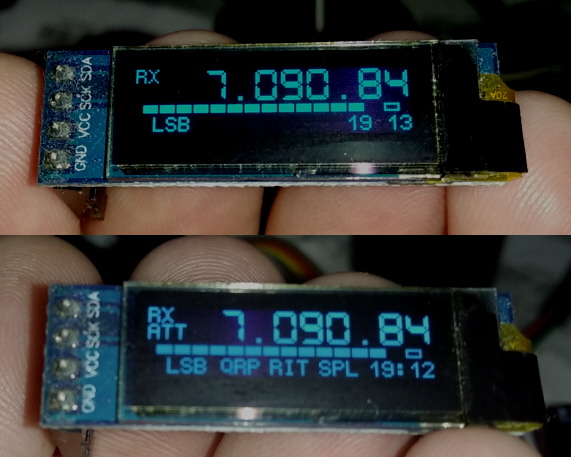 SDA
SCK
VCC
GND
RX 7.090.84
LSB 19 13
SDA
SCK
VCC
GND
RX
ATT 7.090.84
LSB QRP RIT SPL 19:12